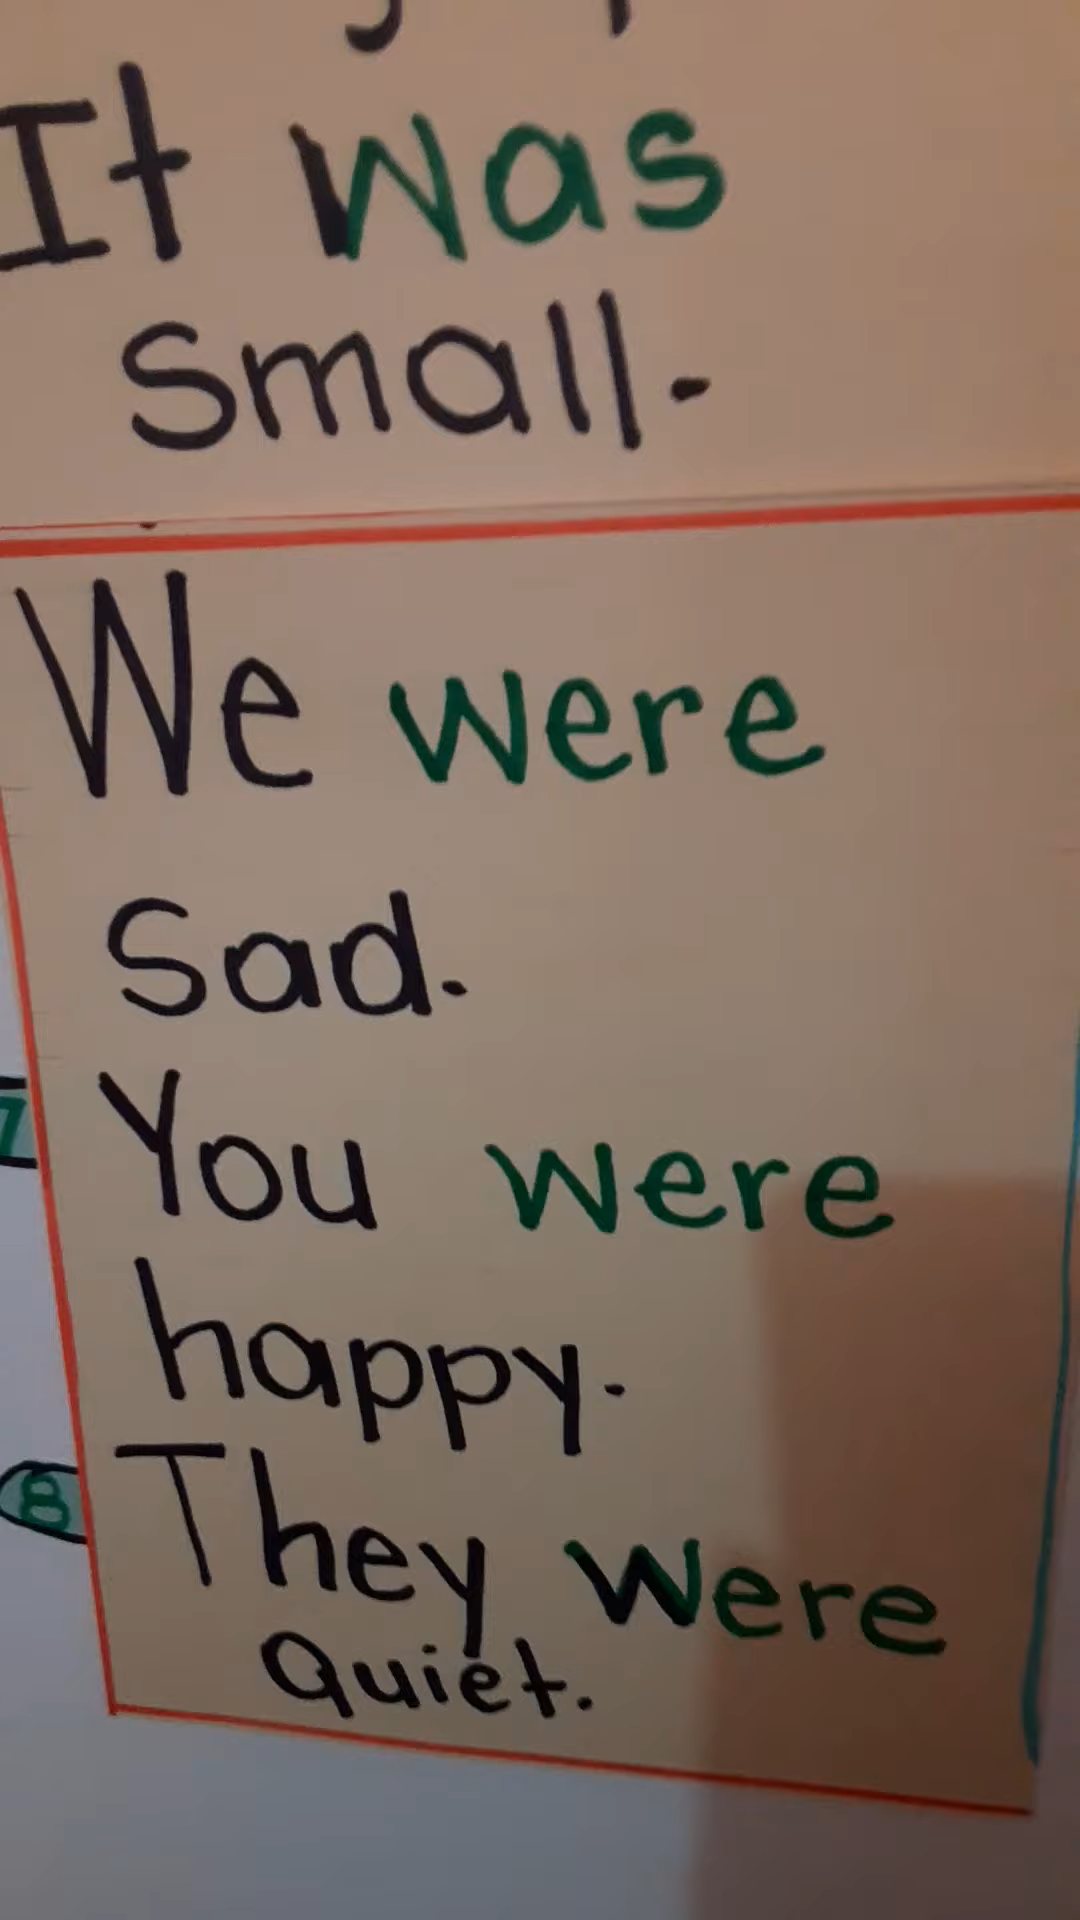 It was
small.
We were
Sad.
You were
7
happy.
They were
8
Quiet.